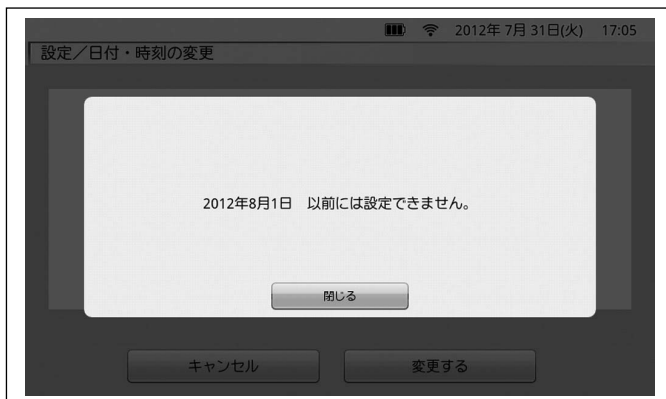 2012年 7月 31日(火) 17:05
設定／日付・時刻の変更
2012年8月1日 以前には設定できません。
閉じる
キャンセル 変更する